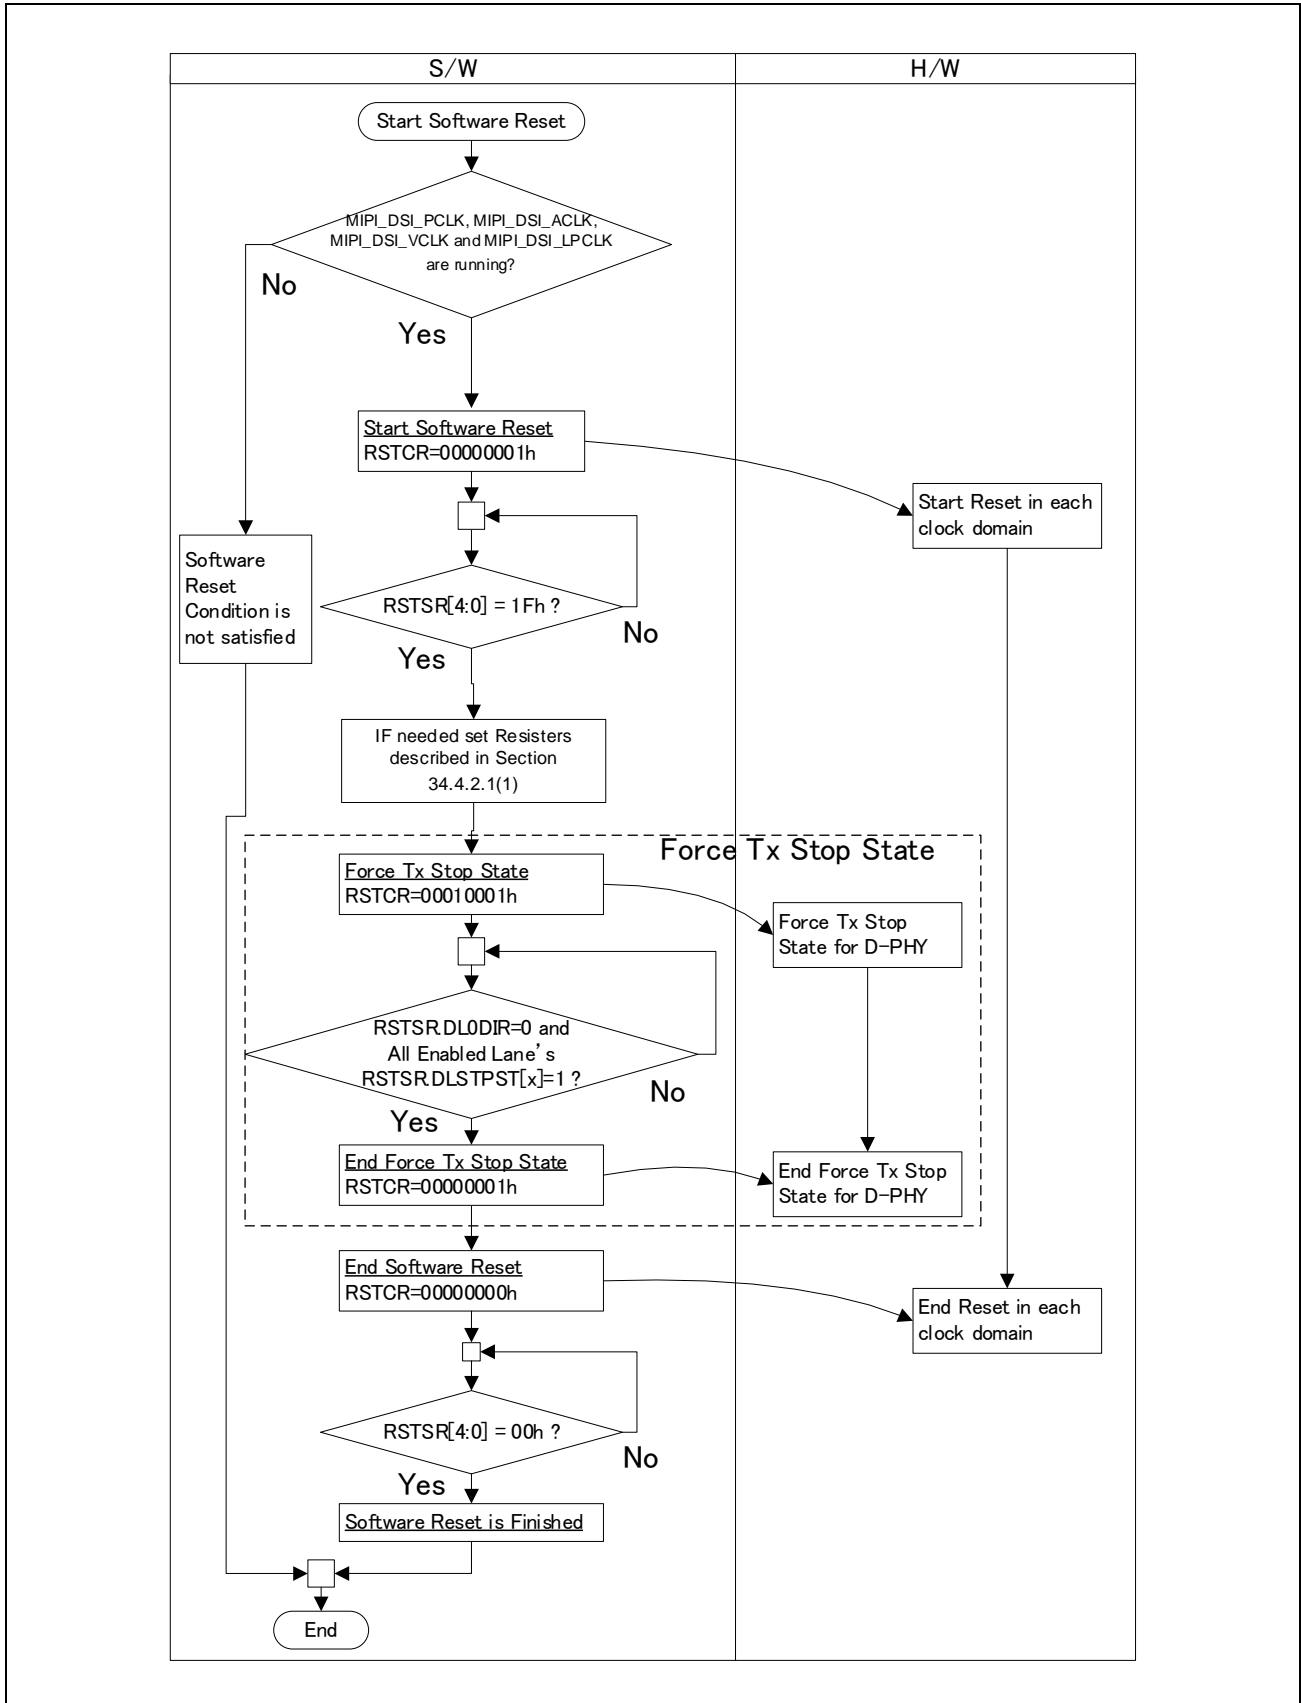 S/W
H/W
Start Software Reset
MIPI_DSI_PCLK, MIPI_DSI_ACLK,
MIPI_DSI_VCLK and MIPI_DSI_LPCLK
are running?
No
Yes
Start Software Reset
RSTCR=00000001h
Start Reset in each
clock domain
Software
Reset
Condition is
not satisfied
RSTSR[4:0] = 1Fh ?
No
Yes
IF needed set Resisters
described in Section
34.4.2.1(1)
Force Tx Stop State
Force Tx Stop State
RSTCR=00010001h
Force Tx Stop
State for D-PHY
RSTSR.DL0DIR=0 and
All Enabled Lane's
RSTSR.DLSTPST[x]=1 ?
No
Yes
End Force Tx Stop State
RSTCR=00000001h
End Force Tx Stop
State for D-PHY
End Software Reset
RSTCR=00000000h
End Reset in each
clock domain
RSTSR[4:0] = 00h ?
No
Yes
Software Reset is Finished
End